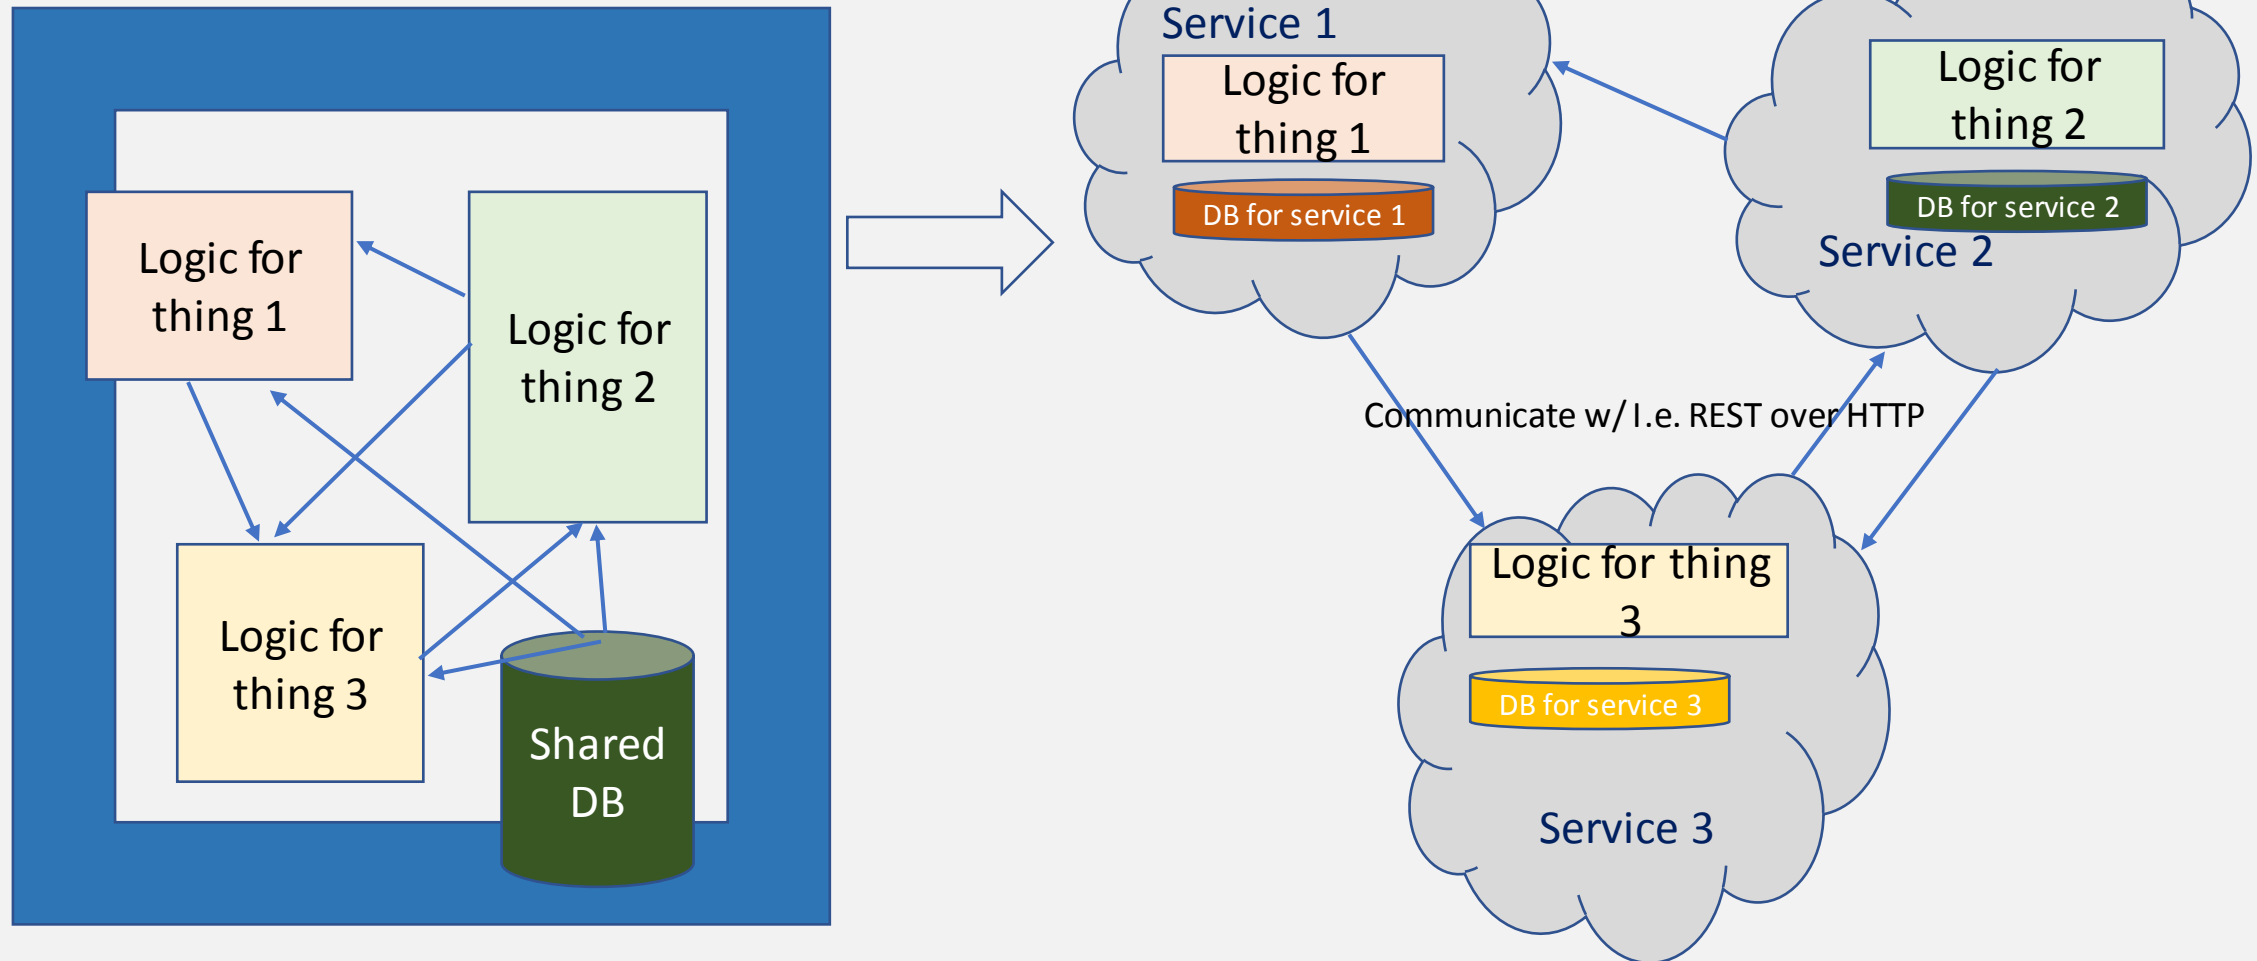 Logic for
thing 1
Logic for
thing 2
Logic for
thing 3
Shared
DB
Service 1
Logic for
thing 1
DB for service 1
Logic for
thing 2
DB for service 2
Service 2
Communicate w/ I.e. REST over HTTP
Logic for thing
3
DB for service 3
Service 3